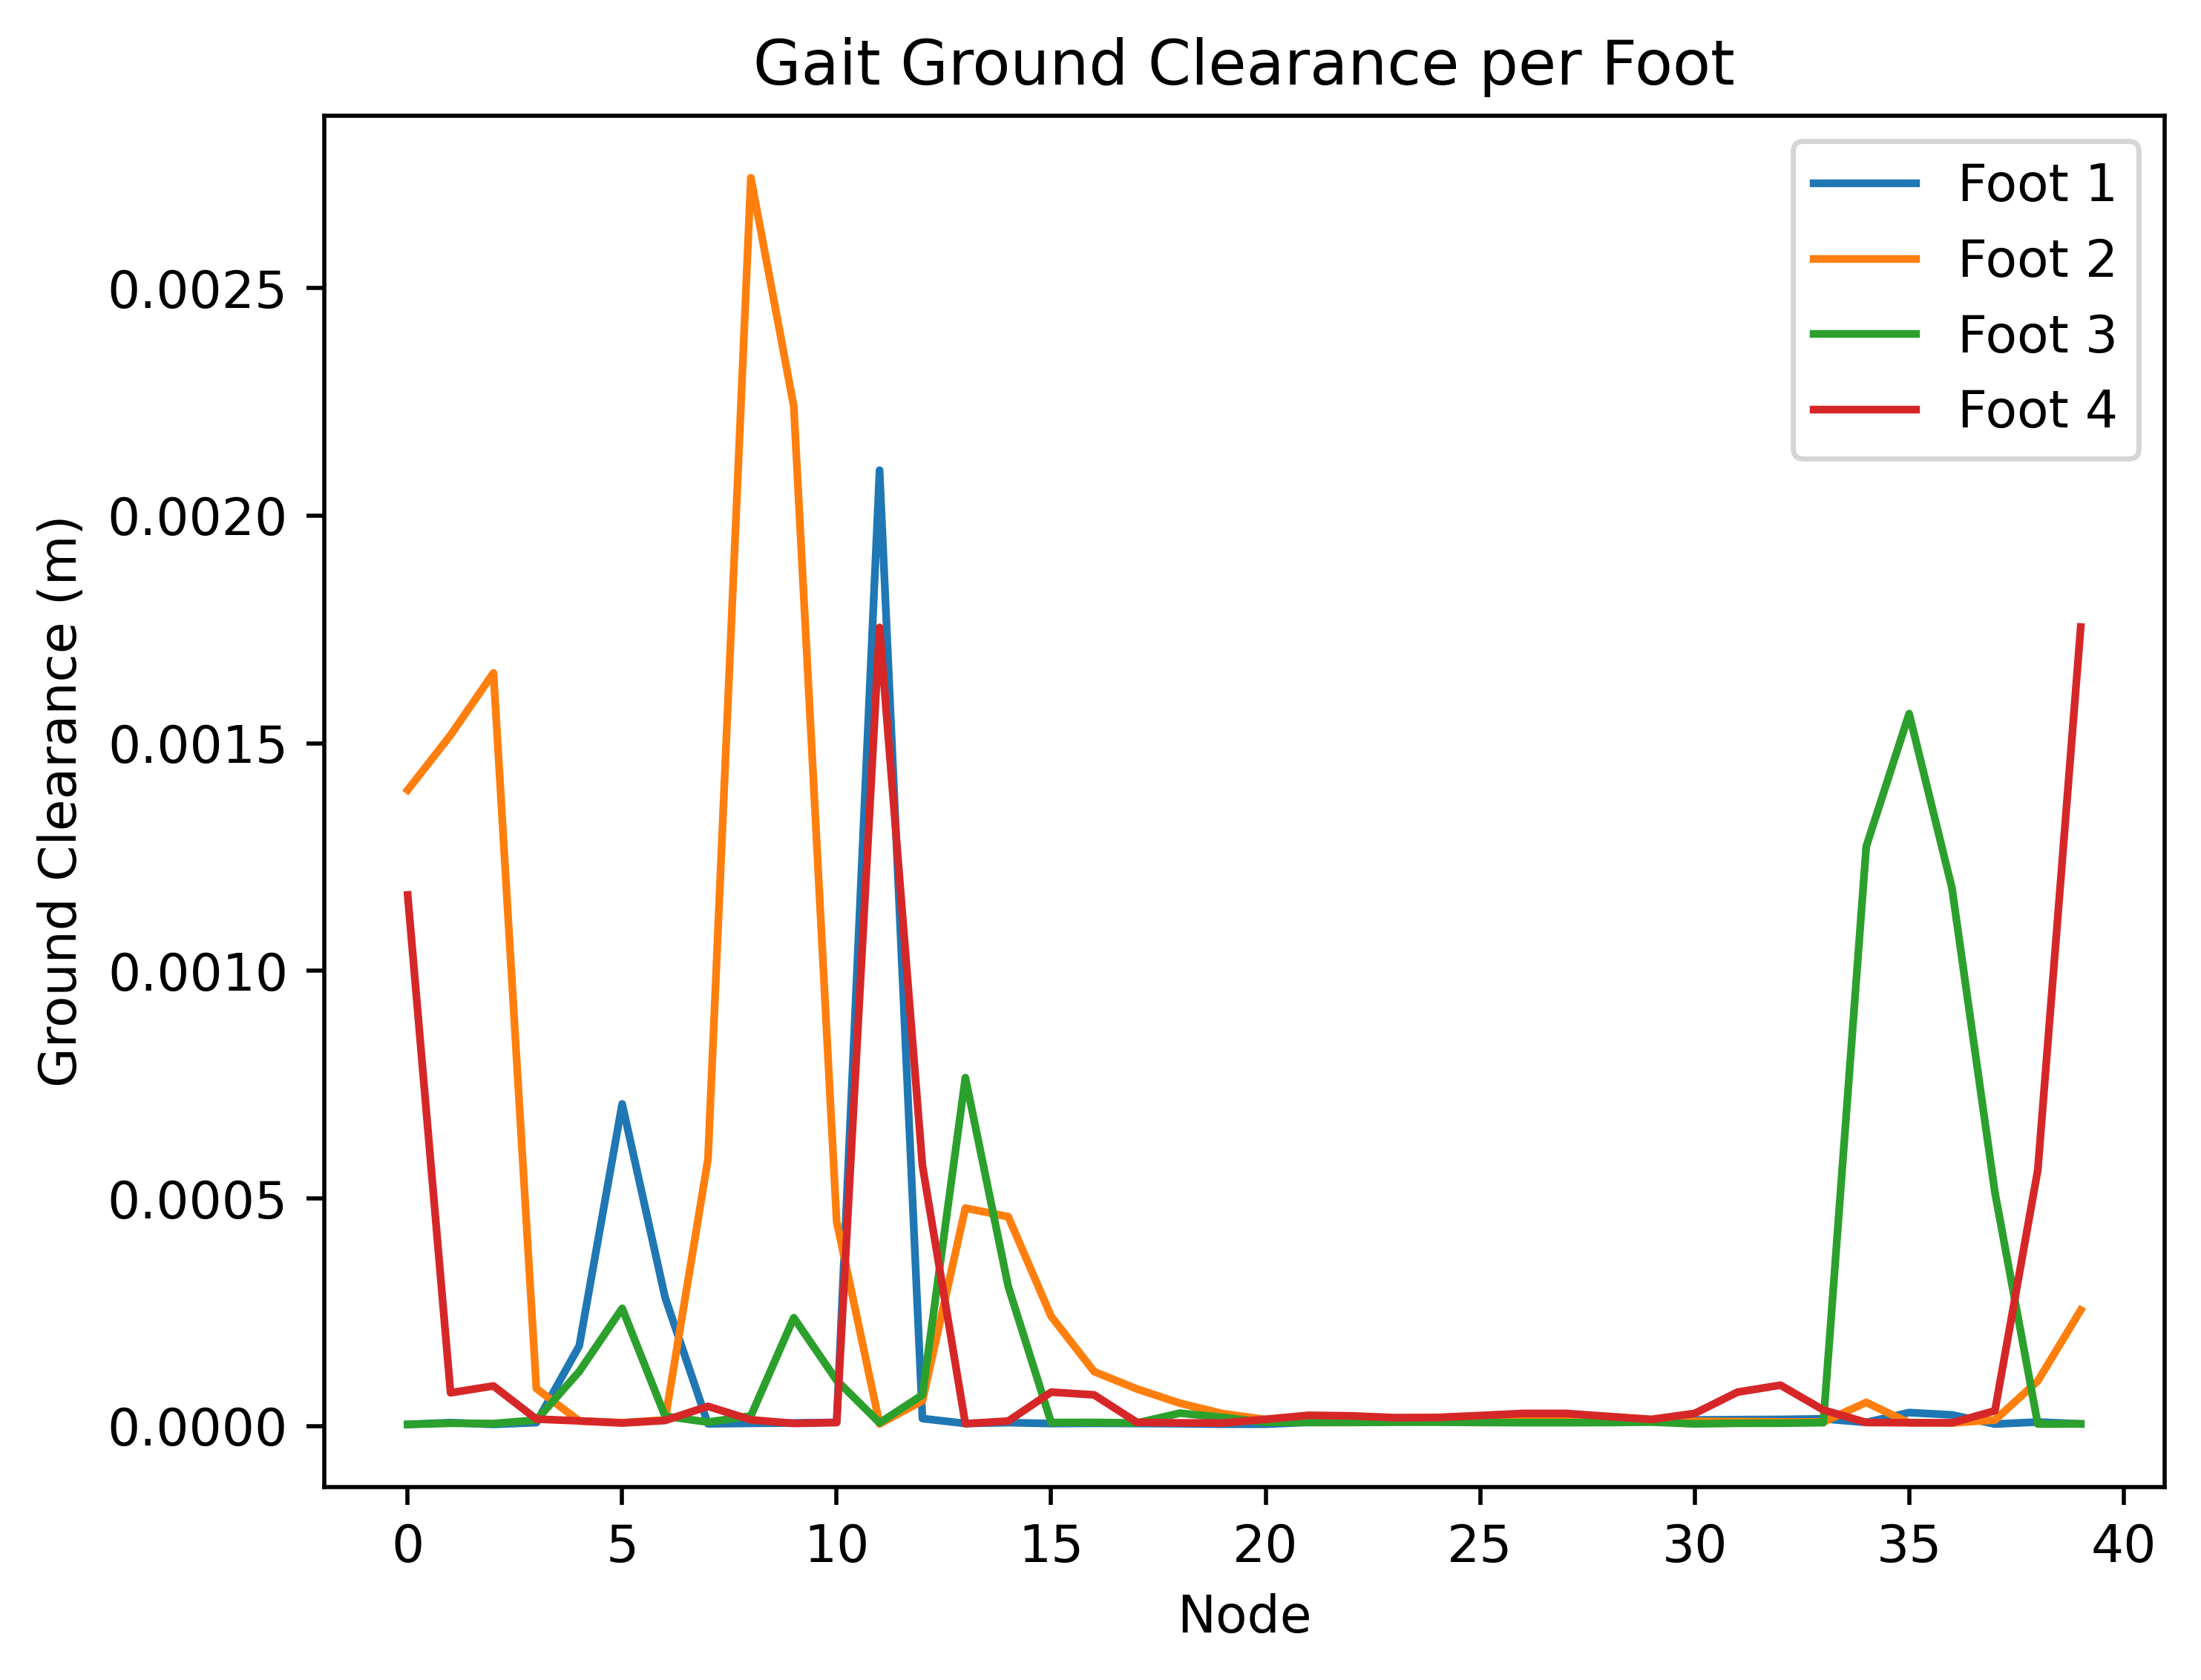 Gait Ground Clearance per Foot
Foot 1
Foot 2
Foot 3
Foot 4
Ground Clearance (m)
0.0025
0.0020
0.0015
0.0010
0.0005
0.0000
0 5 10 15 20 25 30 35 40
Node